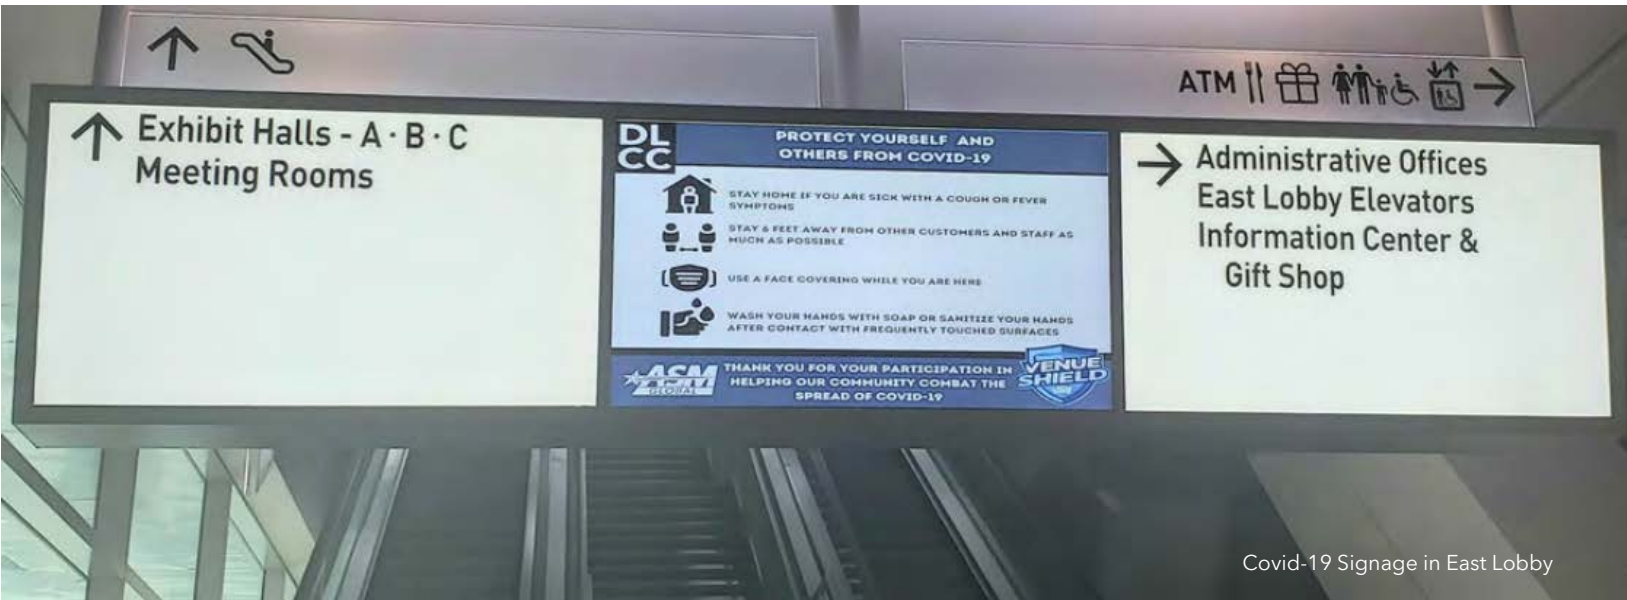 ATM
Exhibit Halls - A · B · C
Meeting Rooms
DL
CC
PROTECT YOURSELF AND
OTHERS FROM COVID-19
STAY HOME IF YOU ARE SICK WITH A COUGH OR FEVER
SYMPTOMS
STAY 6 FEET AWAY FROM OTHER CUSTOMERS AND STAFF AS
MUCH AS POSSIBLE
USE A FACE COVERING WHILE YOU ARE HERE
WASH YOUR HANDS WITH SOAP OR SANITIZE YOUR HANDS
AFTER CONTACT WITH FREQUENTLY TOUCHED SURFACES
ASM
GLOBAL
THANK YOU FOR YOUR PARTICIPATION IN
HELPING OUR COMMUNITY COMBAT THE
SPREAD OF COVID-19
VENUE
SHIELD
Administrative Offices
East Lobby Elevators
Information Center &
Gift Shop
Covid-19 Signage in East Lobby